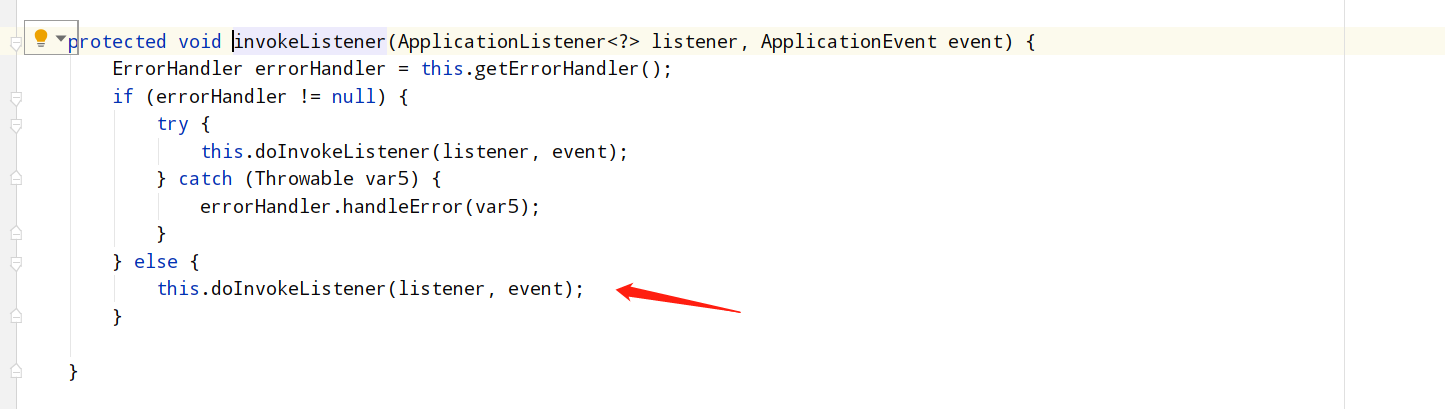 protected void invokeListener(ApplicationListener<?> listener, ApplicationEvent event) {
    ErrorHandler errorHandler = this.getErrorHandler();
    if (errorHandler != null) {
        try {
            this.doInvokeListener(listener, event);
        } catch (Throwable var5) {
            errorHandler.handleError(var5);
        }
    } else {
        this.doInvokeListener(listener, event);
    }
}